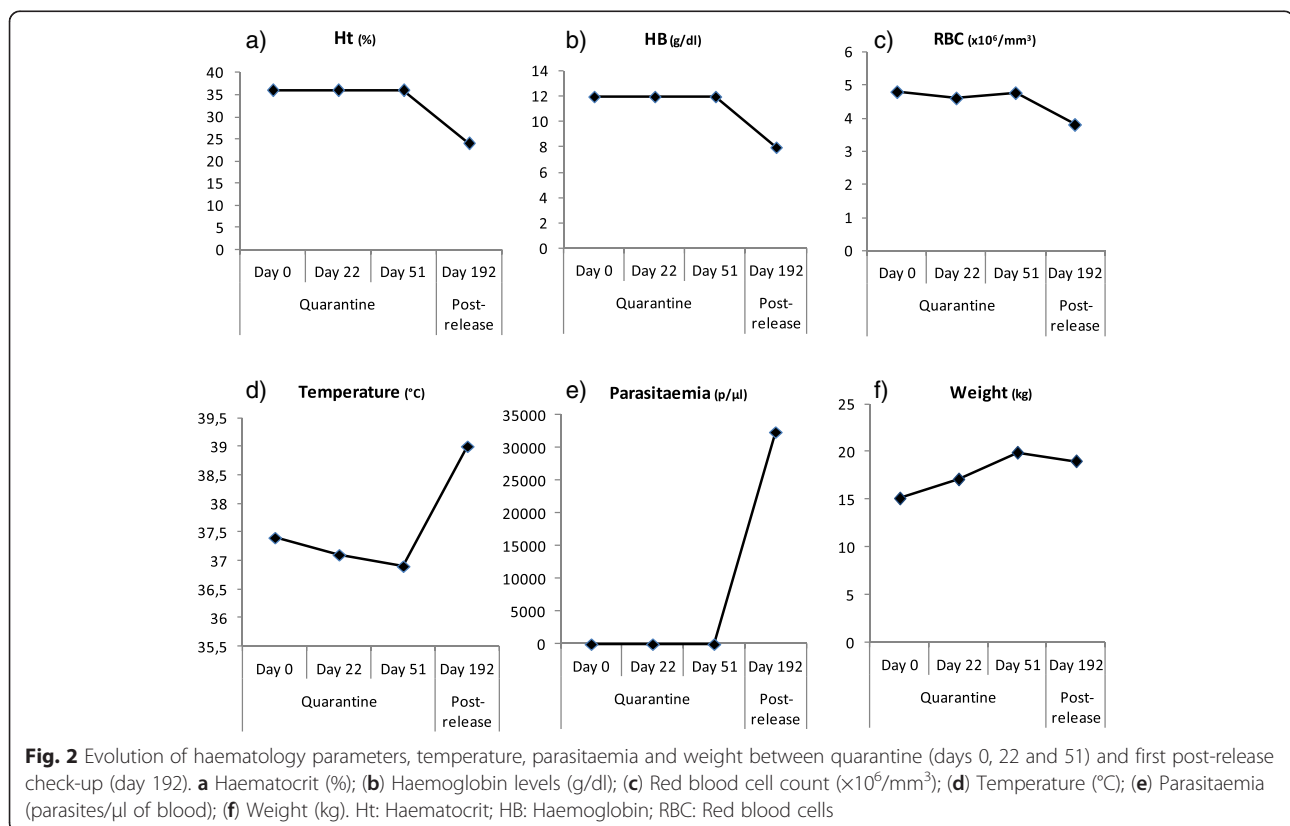 a) Ht (%)
40
35
30
25
20
15
10
5
0
Day 0 Day 22 Day 51 Day 192
Quarantine Post-
release
b) HB (g/dl)
14
12
10
8
6
4
2
0
Day 0 Day 22 Day 51 Day 192
Quarantine Post-
release
c) RBC (x10⁶/mm³)
6
5
4
3
2
1
0
Day 0 Day 22 Day 51 Day 192
Quarantine Post-
release
d) Temperature (°C)
39,5
39
38,5
38
37,5
37
36,5
36
35,5
Day 0 Day 22 Day 51 Day 192
Quarantine Post-
release
e) Parasitaemia (p/µl)
35000
30000
25000
20000
15000
10000
5000
0
Day 0 Day 22 Day 51 Day 192
Quarantine Post-
release
f) Weight (kg)
25
20
15
10
5
0
Day 0 Day 22 Day 51 Day 192
Quarantine Post-
release
Fig. 2 Evolution of haematology parameters, temperature, parasitaemia and weight between quarantine (days 0, 22 and 51) and first post-release
check-up (day 192). a Haematocrit (%); (b) Haemoglobin levels (g/dl); (c) Red blood cell count (×10⁶/mm³); (d) Temperature (°C); (e) Parasitaemia
(parasites/µl of blood); (f) Weight (kg). Ht: Haematocrit; HB: Haemoglobin; RBC: Red blood cells